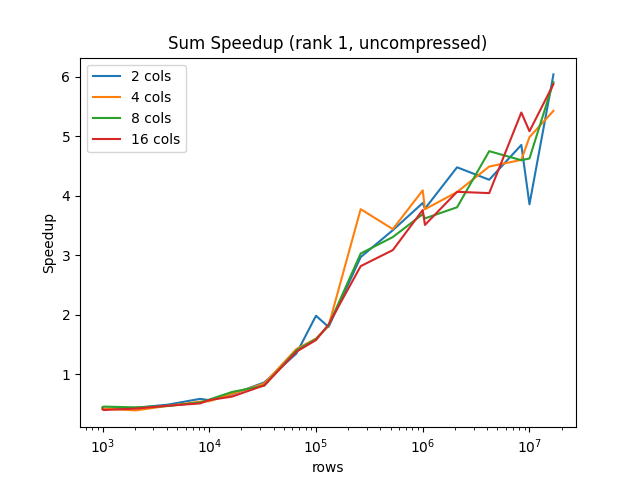 Sum Speedup (rank 1, uncompressed)
2 cols
4 cols
8 cols
16 cols
Speedup
6
5
4
3
2
1
10³ 10⁴ 10⁵ 10⁶ 10⁷
rows